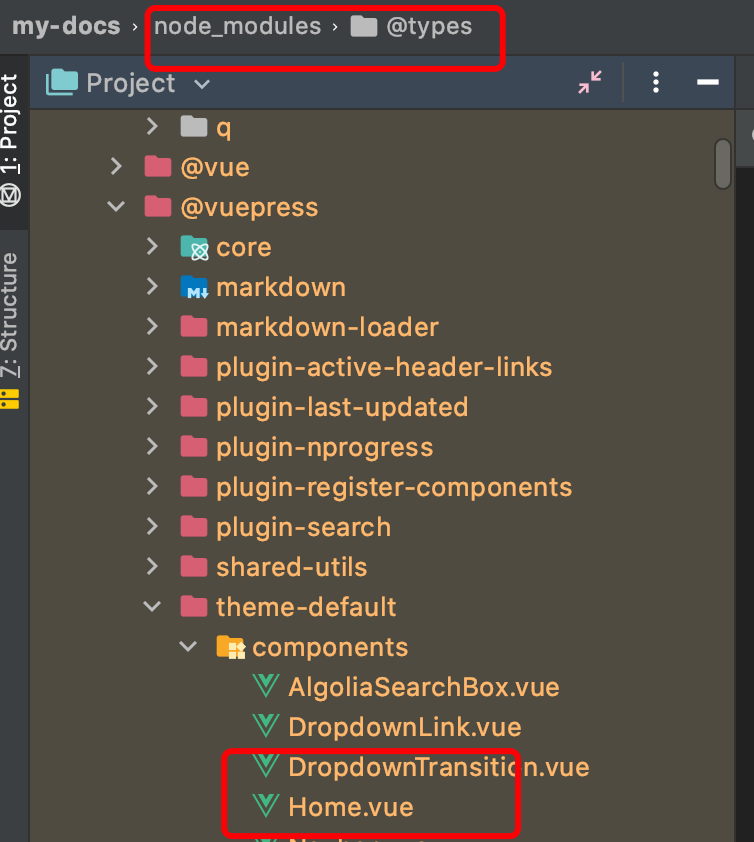 my-docs › node_modules › @types
Project
1: Project
7: Structure
q
@vue
@vuepress
core
markdown
markdown-loader
plugin-active-header-links
plugin-last-updated
plugin-nprogress
plugin-register-components
plugin-search
shared-utils
theme-default
components
AlgoliaSearchBox.vue
DropdownLink.vue
DropdownTransition.vue
Home.vue